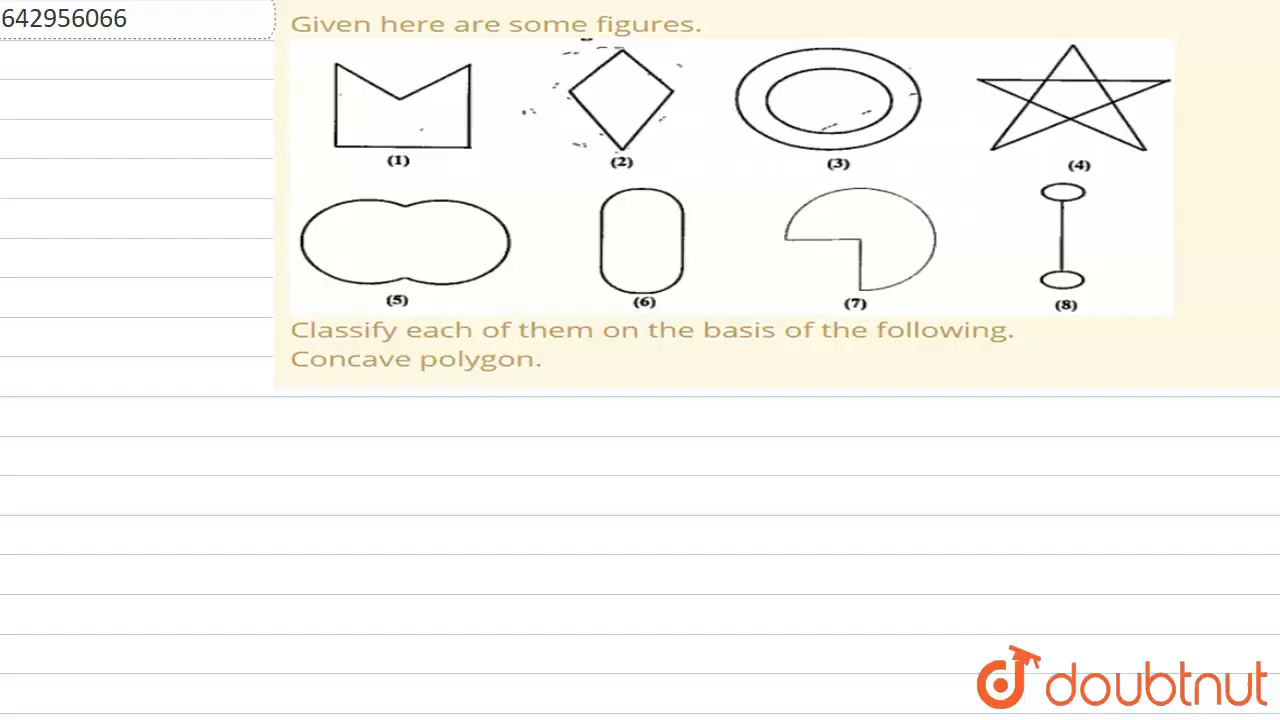 642956066
Given here are some figures.
(1) (2) (3) (4)
(5) (6) (7) (8)
Classify each of them on the basis of the following.
Concave polygon.
doubtnut